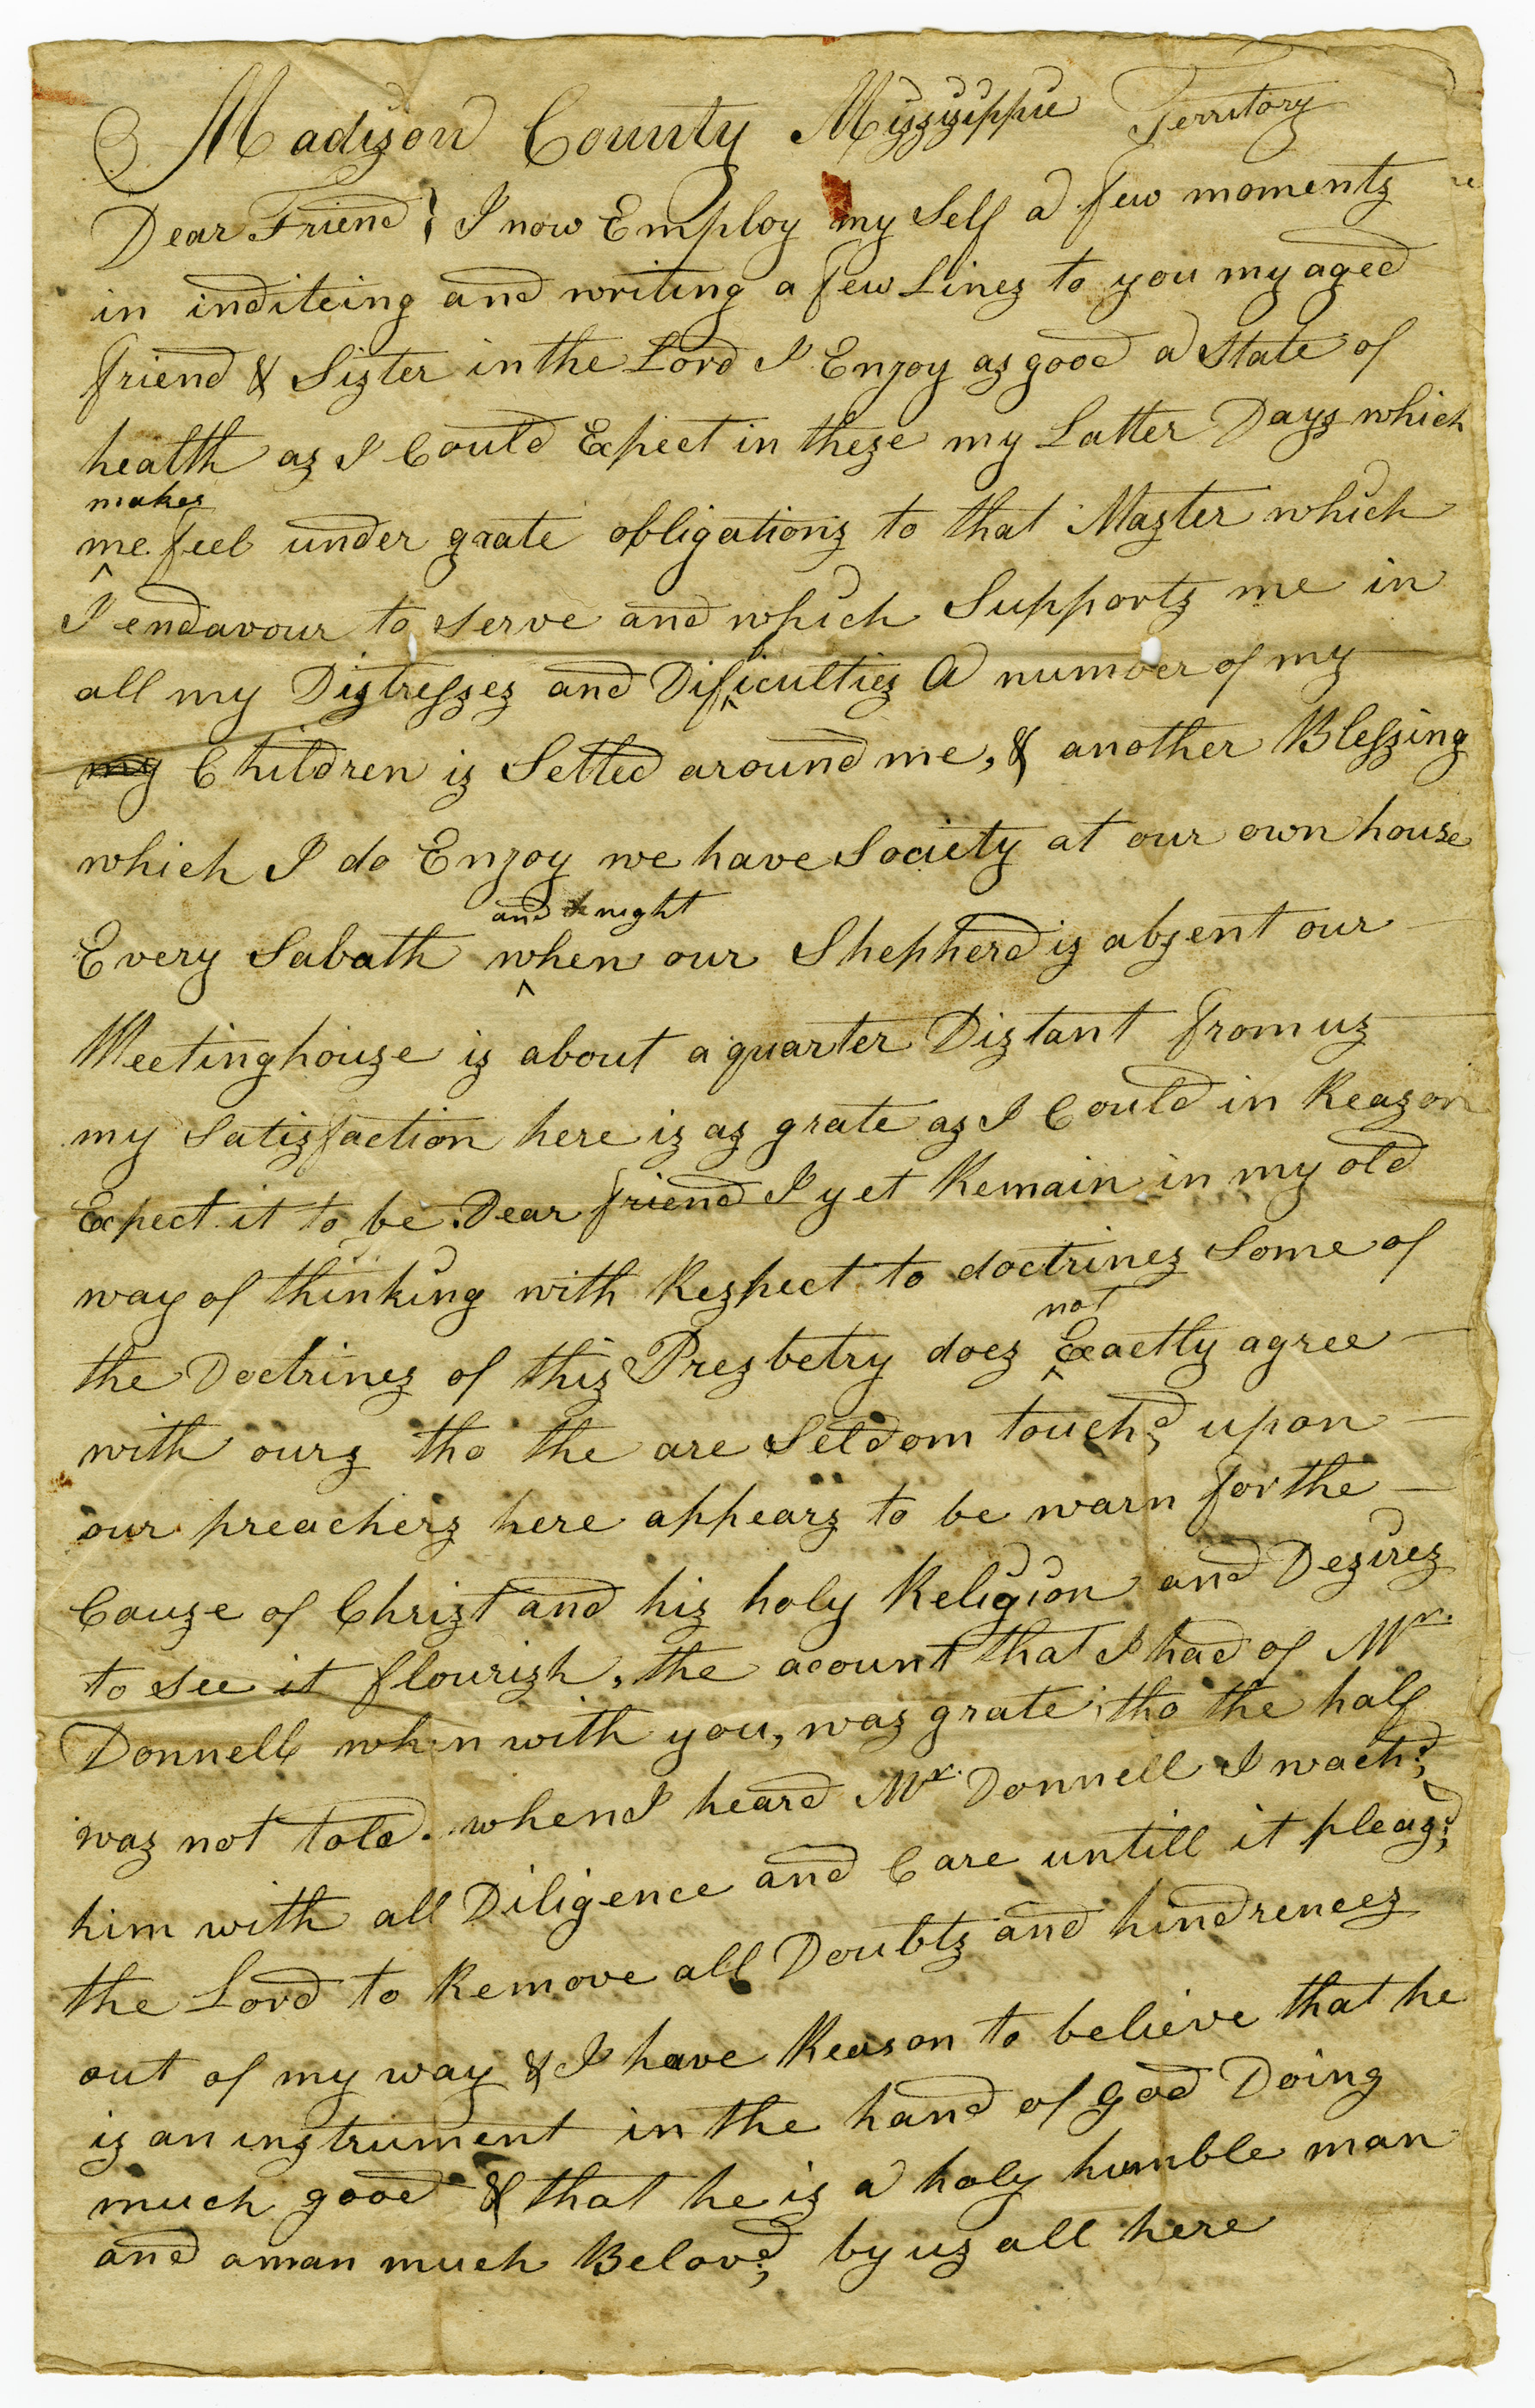 Madison County Mississippie Territory
Dear Friend } I now Employ my Self a few moments
in inditeing and writing a few Lines to you my aged
friend & Sister in the Lord I Enjoy as good a State of
health as I Could Expect in these my Latter Days which
makes
me feel under grate obligations to that Master which
I endavour to serve and which Supports me in
all my Distresses and Dificulties A number of my
my Children is Setled around me, & another Blessing
which I do Enjoy we have Society at our own house
and night
Every Sabath when our Shepherd is absent our
Meetinghouse is about a quarter Distant from us
my Satisfaction here is as grate as I Could in Reason
Expect it to be. Dear friend I yet Remain in my old
way of thinking with Respect to doctrines Some of
not
the Doctrines of this Presbetry does Exactly agree
with ours tho the are Seldom touchd, upon
our preachers here appears to be warn for the
Cause of Christ and his holy Religion and Desires
to see it flourish, the acount that I had of Mr.
Donnell when with you, was grate; tho the half
was not told. when I heard Mr. Donnell I wachd,
him with all Diligence and Care untill it pleasd,
the Lord to Remove all Doubts and hindrences
out of my way & I have Reason to believe that he
is an instrument in the hand of god Doing
much good & that he is a holy humble man
and a man much Belovd, by us all here